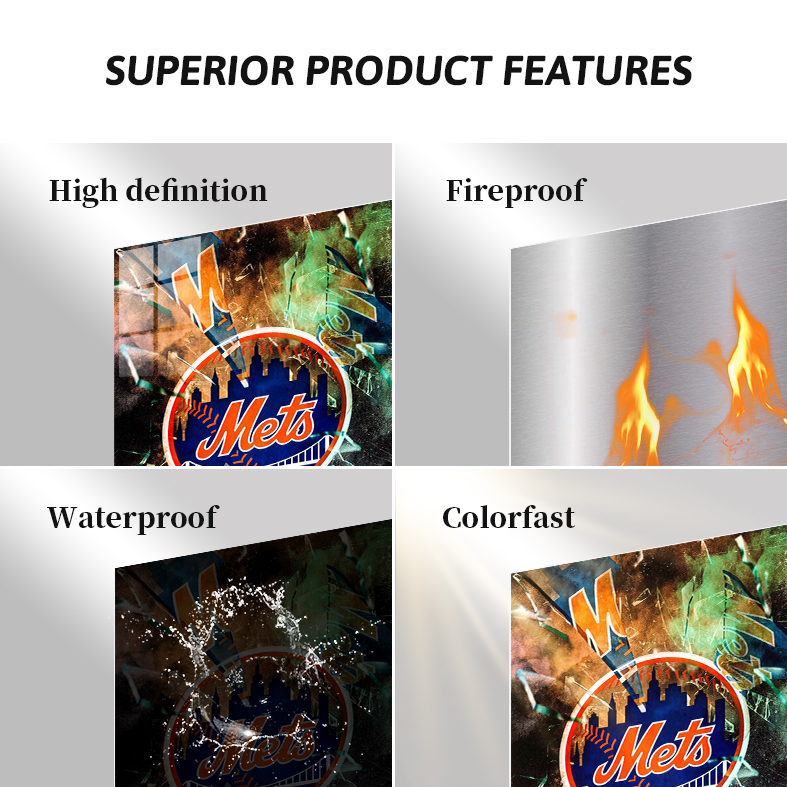 SUPERIOR PRODUCT FEATURES
High definition
Fireproof
Mets
Waterproof
Colorfast
Mets
Mets